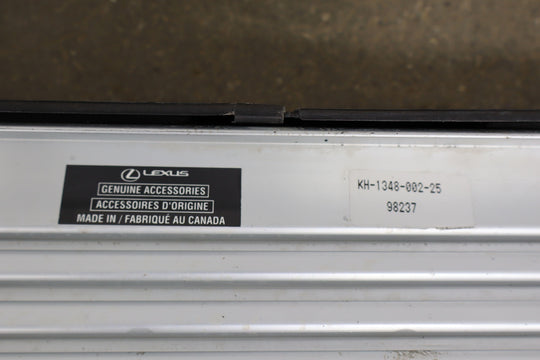 LEXUS
GENUINE ACCESSORIES
ACCESSOIRES D'ORIGINE
MADE IN / FABRIQUÉ AU CANADA
KH-1348-002-25
98237